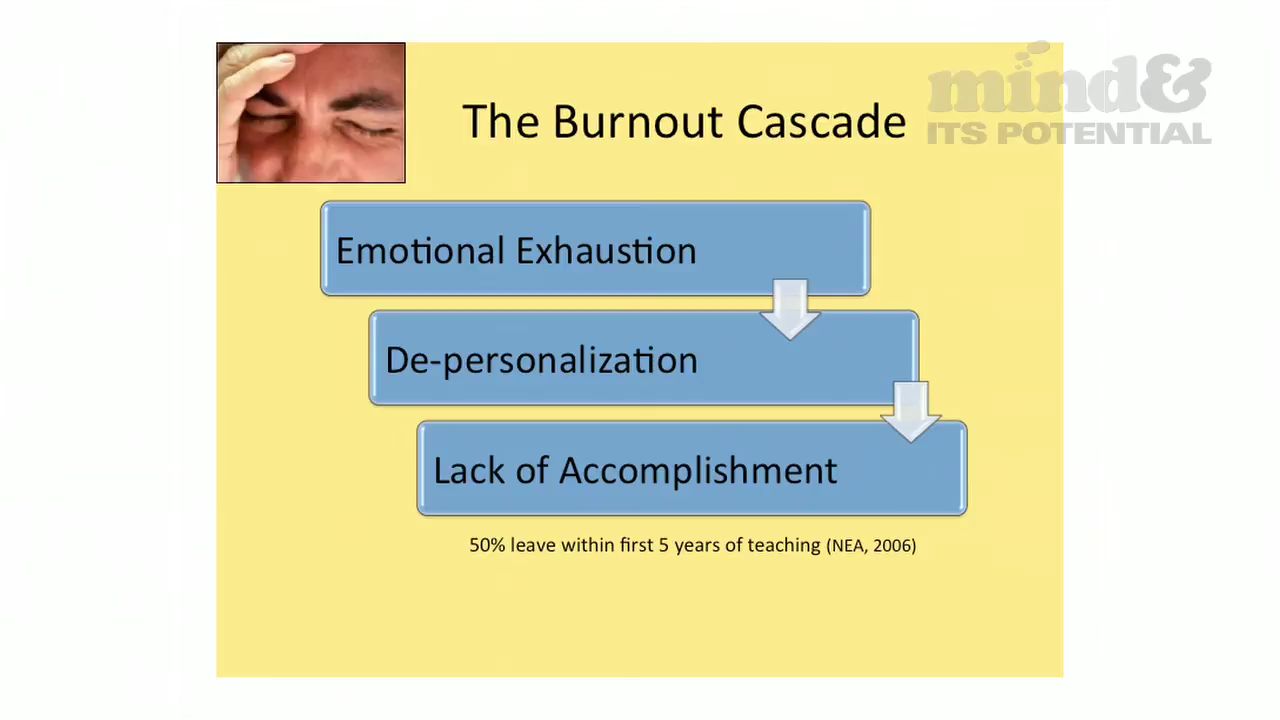 mind&
ITS POTENTIAL
The Burnout Cascade
Emotional Exhaustion
De-personalization
Lack of Accomplishment
50% leave within first 5 years of teaching (NEA, 2006)